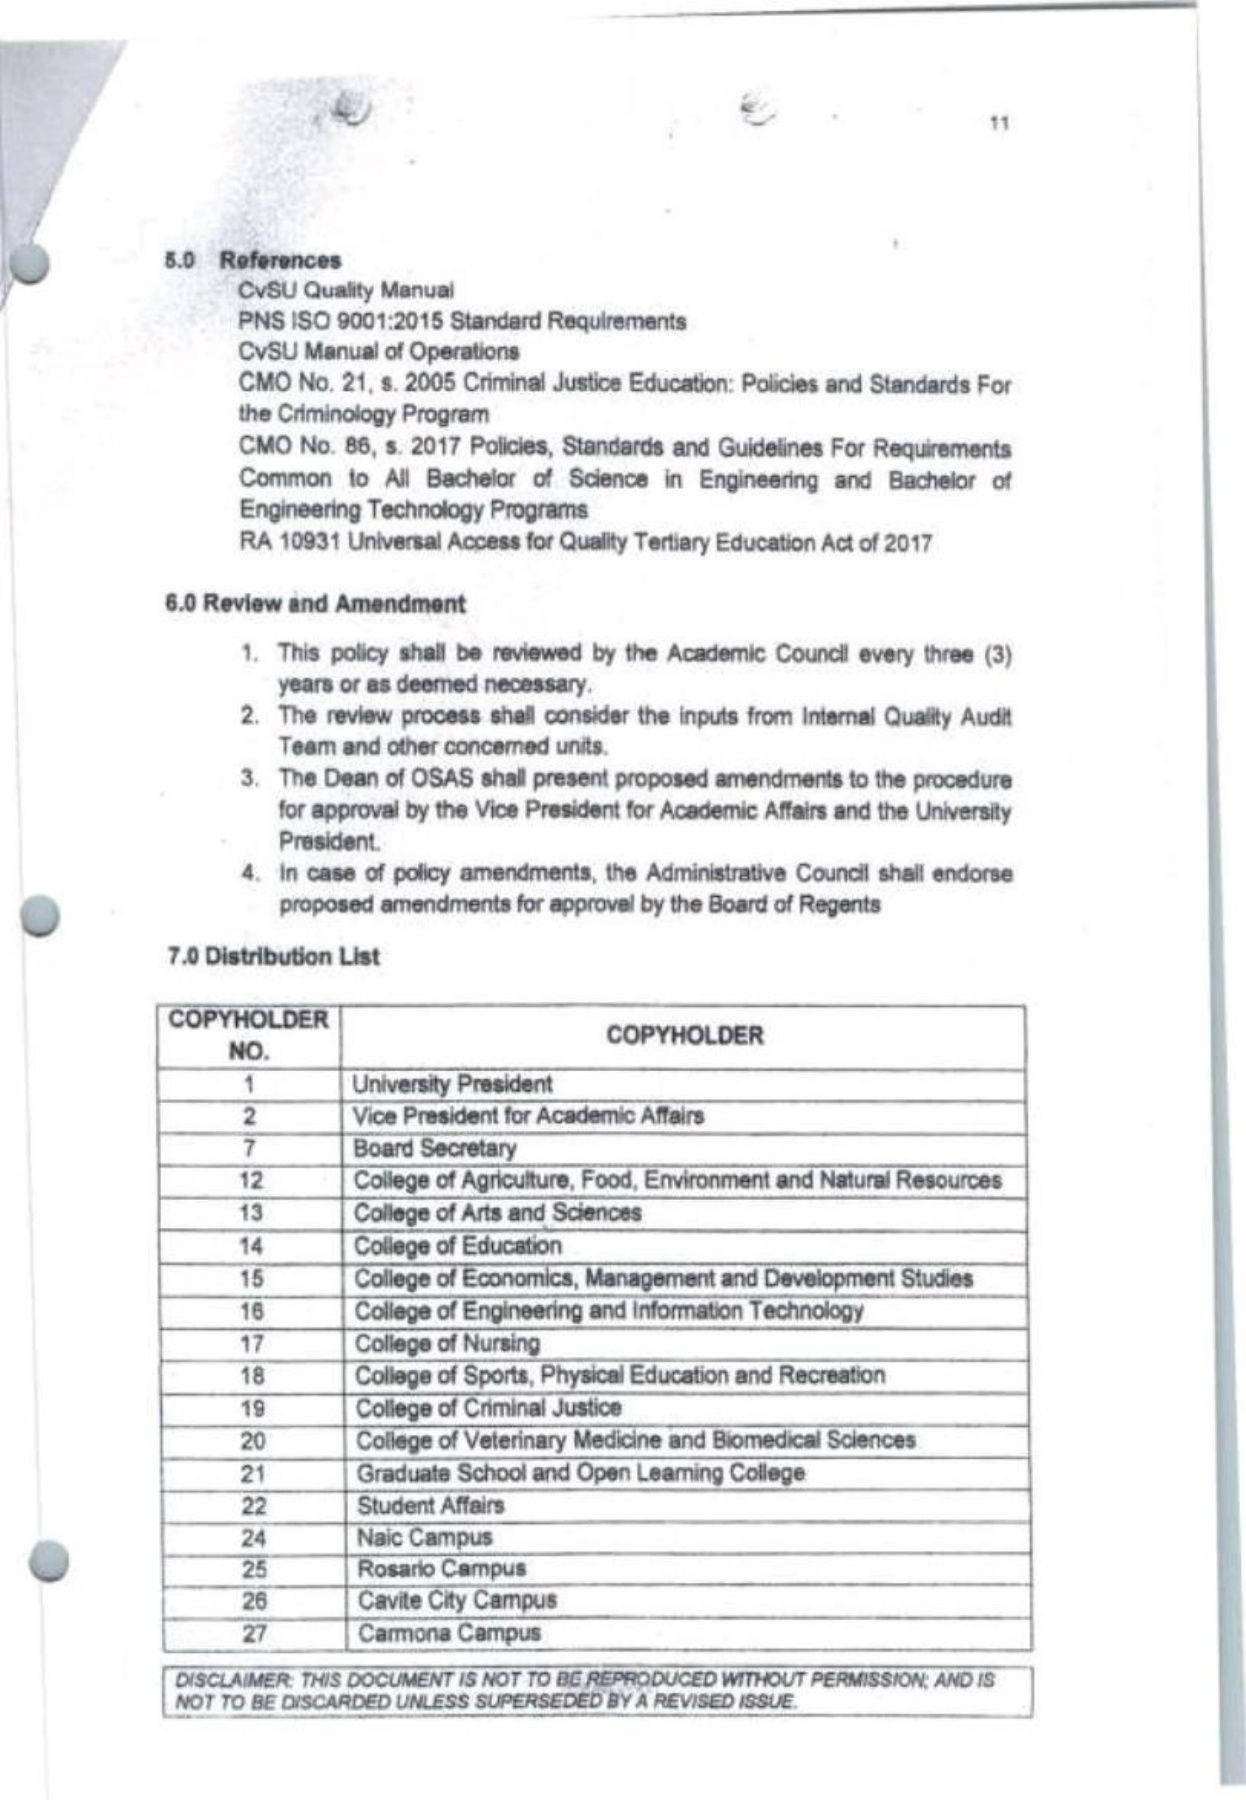 11
5.0 References
CvSU Quality Manual
PNS ISO 9001:2015 Standard Requirements
CvSU Manual of Operations
CMO No. 21, s. 2005 Criminal Justice Education: Policies and Standards For
the Criminology Program
CMO No. 86, s. 2017 Policies, Standards and Guidelines For Requirements
Common to All Bachelor of Science in Engineering and Bachelor of
Engineering Technology Programs
RA 10931 Universal Access for Quality Tertiary Education Act of 2017
6.0 Review and Amendment
1. This policy shall be reviewed by the Academic Council every three (3)
years or as deemed necessary.
2. The review process shall consider the inputs from Internal Quality Audit
Team and other concerned units.
3. The Dean of OSAS shall present proposed amendments to the procedure
for approval by the Vice President for Academic Affairs and the University
President.
4. In case of policy amendments, the Administrative Council shall endorse
proposed amendments for approval by the Board of Regents
7.0 Distribution List
COPYHOLDER
NO.
COPYHOLDER
1 University President
2 Vice President for Academic Affairs
7 Board Secretary
12 College of Agriculture, Food, Environment and Natural Resources
13 College of Arts and Sciences
14 College of Education
15 College of Economics, Management and Development Studies
16 College of Engineering and Information Technology
17 College of Nursing
18 College of Sports, Physical Education and Recreation
19 College of Criminal Justice
20 College of Veterinary Medicine and Biomedical Sciences
21 Graduate School and Open Learning College
22 Student Affairs
24 Naic Campus
25 Rosario Campus
26 Cavite City Campus
27 Carmona Campus
DISCLAIMER: THIS DOCUMENT IS NOT TO BE REPRODUCED WITHOUT PERMISSION; AND IS
NOT TO BE DISCARDED UNLESS SUPERSEDED BY A REVISED ISSUE.